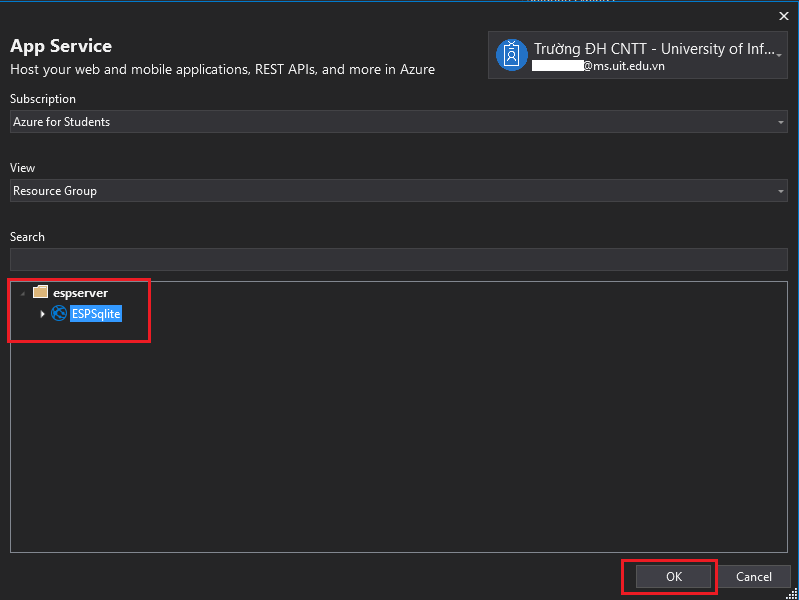 App Service
Host your web and mobile applications, REST APIs, and more in Azure
Trường ĐH CNTT - University of Inf...
@ms.uit.edu.vn
Subscription
Azure for Students
View
Resource Group
Search
espserver
ESPSqlite
OK
Cancel